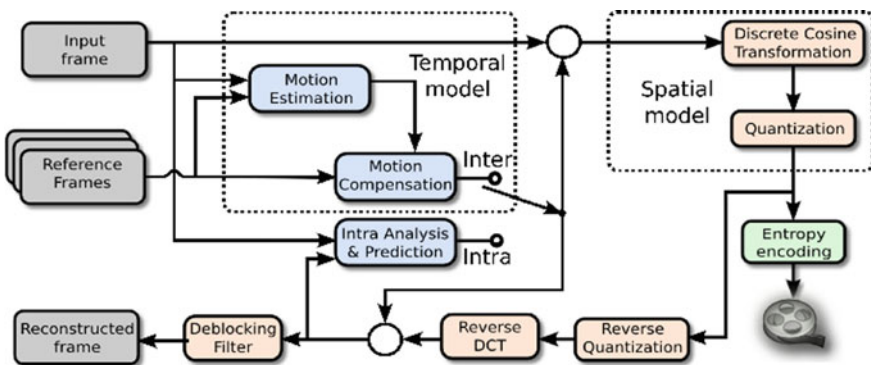 Input
frame
Motion
Estimation
Temporal
model
Discrete Cosine
Transformation
Spatial
model
Quantization
Reference
Frames
Motion
Compensation
Inter
Intra Analysis
& Prediction
Intra
Entropy
encoding
Reconstructed
frame
Deblocking
Filter
Reverse
DCT
Reverse
Quantization